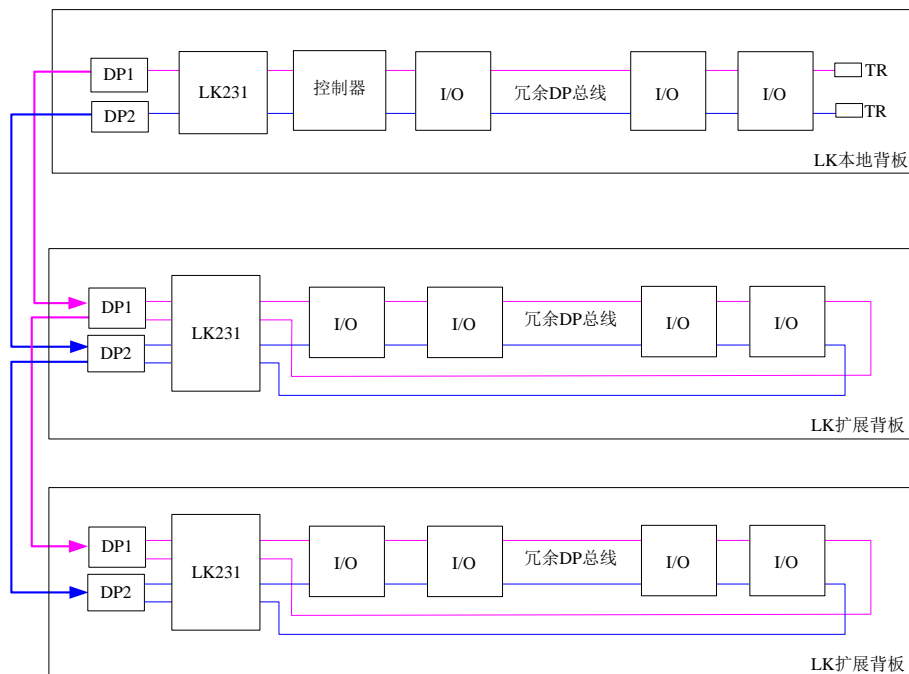 DP1
DP2
LK231
控制器
I/O
冗余DP总线
I/O
I/O
TR
TR
LK本地背板
DP1
DP2
LK231
I/O
I/O
冗余DP总线
I/O
I/O
LK扩展背板
DP1
DP2
LK231
I/O
I/O
冗余DP总线
I/O
I/O
LK扩展背板